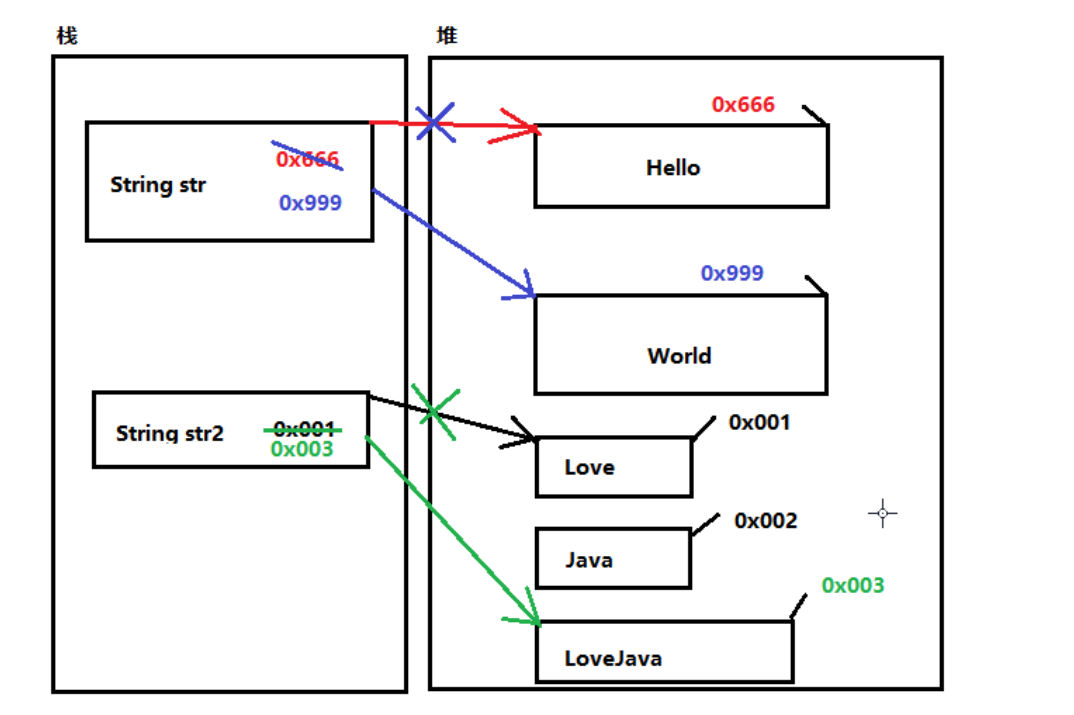 栈
堆
0x666
Hello
String str
0x666
0x999
0x999
World
String str2
0x001
0x003
0x001
Love
0x002
Java
0x003
LoveJava